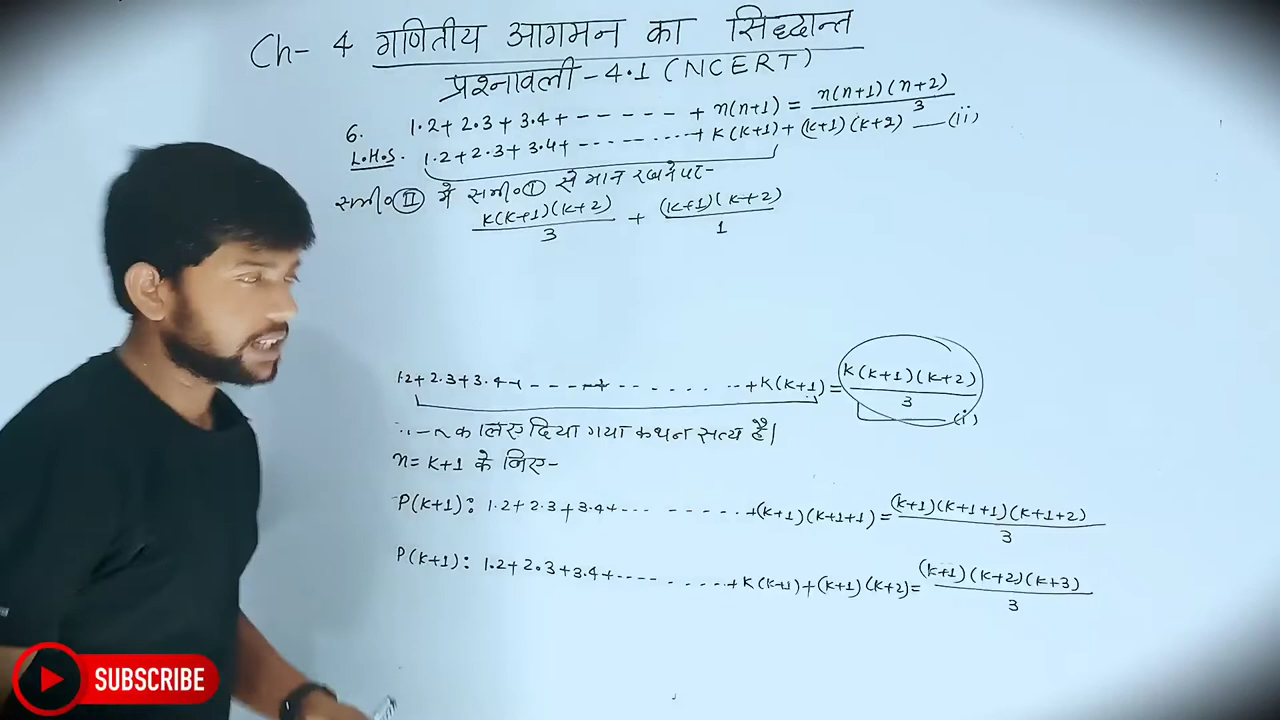 Ch- 4 गणितीय आगमन का सिद्धान्त
प्रश्नावली - 4.1 (NCERT)
6. 1.2+ 2.3 + 3.4+ - - - - - - + n(n+1) = n(n+1)(n+2)/3
L.H.S. 1.2+2.3+ 3.4+ - ........ + k(k+1)+(k+1)(k+2) —(ii)
समी० II में समी० I से मान रखने पर-
k(k+1)(k+2)/3 + (k+1)(k+2)/1
1.2+ 2.3+3.4+ - - - -+ - ...... +k(k+1) = k(k+1)(k+2)/3 —(i)
के लिए दिया गया कथन सत्य है।
n= k+1 के लिए-
P(k+1): 1.2+ 2.3+3.4+ --- ...... +(k+1)(k+1+1) = (k+1)(k+1+1)(k+1+2)/3
P(k+1): 1.2+ 2.3+3.4+ ---- ...... + k(k+1)+(k+1)(k+2)= (k+1)(k+2)(k+3)/3
SUBSCRIBE